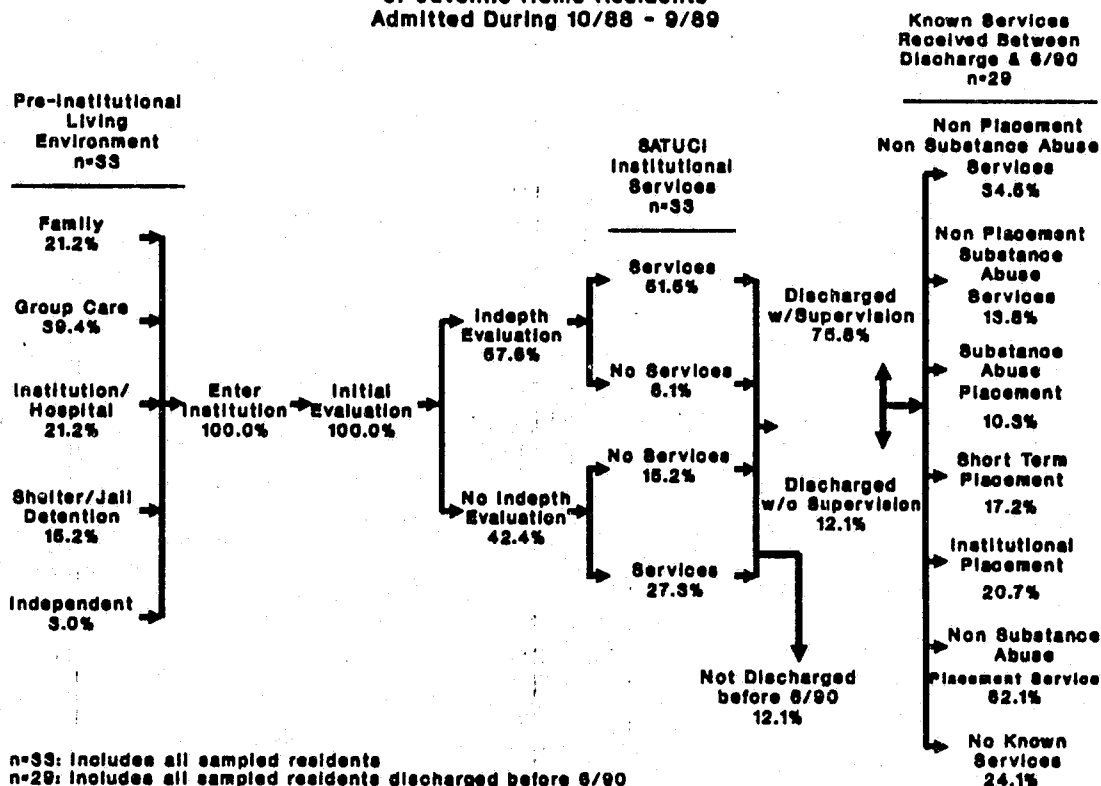 of Juvenile Home Residents
Admitted During 10/88 - 9/89
Pre-Institutional
Living
Environment
n=33
Family
21.2%
Group Care
39.4%
Institution/
Hospital
21.2%
Shelter/Jail
Detention
15.2%
Independent
3.0%
Enter
Institution
100.0%
Initial
Evaluation
100.0%
Indepth
Evaluation
57.6%
No Indepth
Evaluation
42.4%
SATUCI
Institutional
Services
n=33
Services
51.5%
No Services
6.1%
No Services
15.2%
Services
27.3%
Discharged
w/Supervision
75.8%
Discharged
w/o Supervision
12.1%
Not Discharged
before 6/90
12.1%
Known Services
Received Between
Discharge & 6/90
n=29
Non Placement
Non Substance Abuse
Services
34.5%
Non Placement
Substance
Abuse
Services
13.8%
Substance
Abuse
Placement
10.3%
Short Term
Placement
17.2%
Institutional
Placement
20.7%
Non Substance
Abuse
Placement Service
62.1%
No Known
Services
24.1%
n=33: Includes all sampled residents
n=29: Includes all sampled residents discharged before 6/90